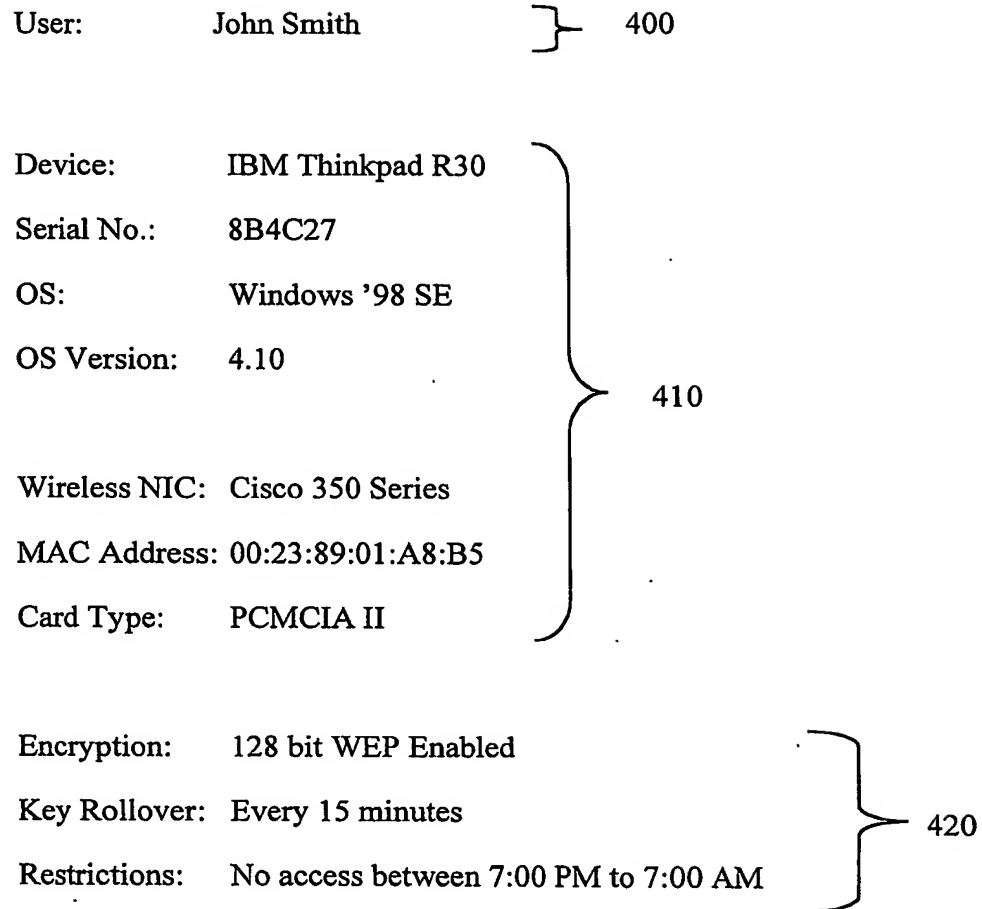 User: John Smith 400
Device: IBM Thinkpad R30
Serial No.: 8B4C27
OS: Windows '98 SE
OS Version: 4.10
410
Wireless NIC: Cisco 350 Series
MAC Address: 00:23:89:01:A8:B5
Card Type: PCMCIA II
Encryption: 128 bit WEP Enabled
Key Rollover: Every 15 minutes
420
Restrictions: No access between 7:00 PM to 7:00 AM